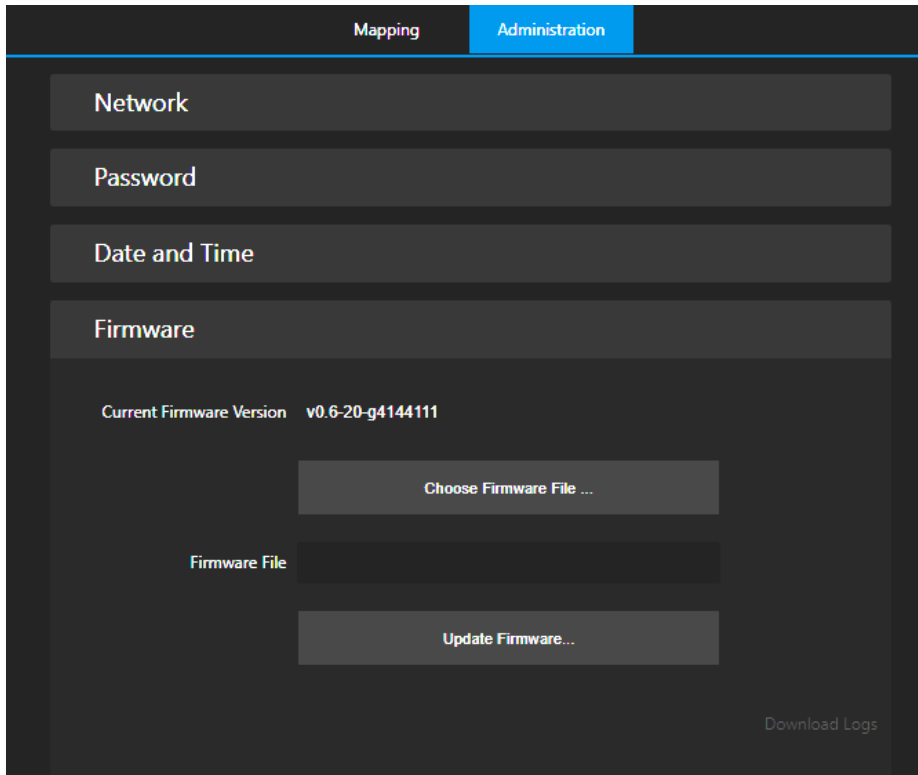 Mapping Administration
Network
Password
Date and Time
Firmware
Current Firmware Version v0.6-20-g4144111
Choose Firmware File ...
Firmware File
Update Firmware...
Download Logs